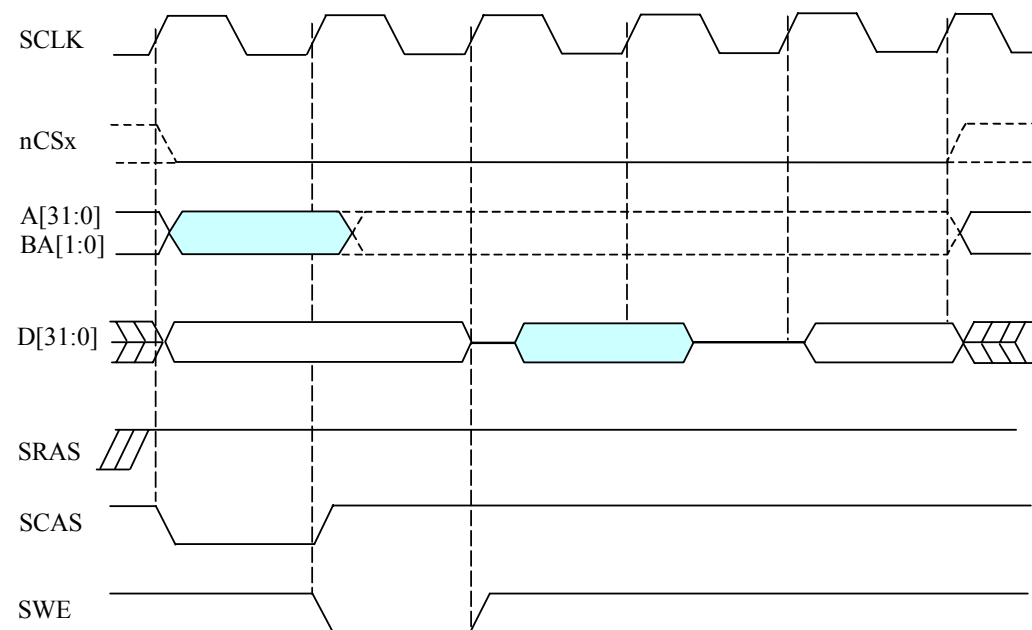 SCLK
nCSx
A[31:0]
BA[1:0]
D[31:0]
SRAS
SCAS
SWE